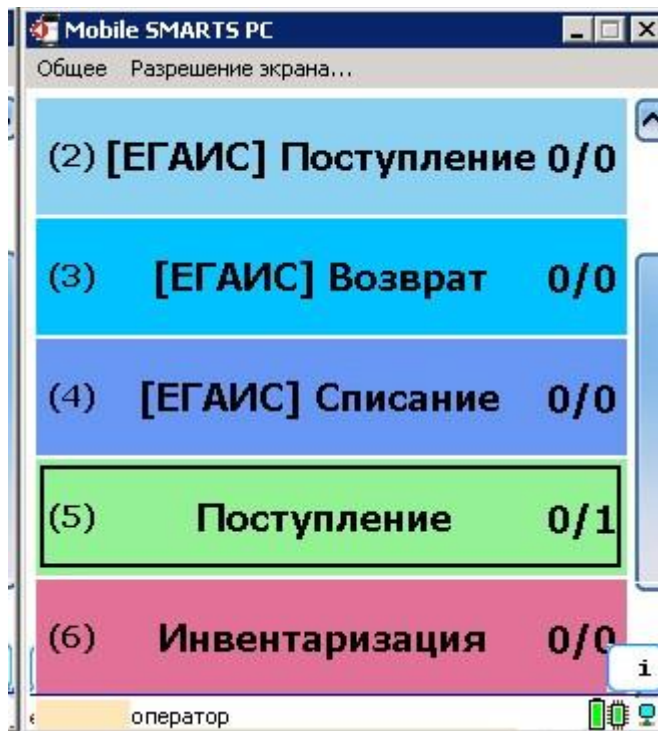 Mobile SMARTS PC
Общее Разрешение экрана...
(2) [ЕГАИС] Поступление 0/0
(3) [ЕГАИС] Возврат 0/0
(4) [ЕГАИС] Списание 0/0
(5) Поступление 0/1
(6) Инвентаризация 0/0
i
оператор